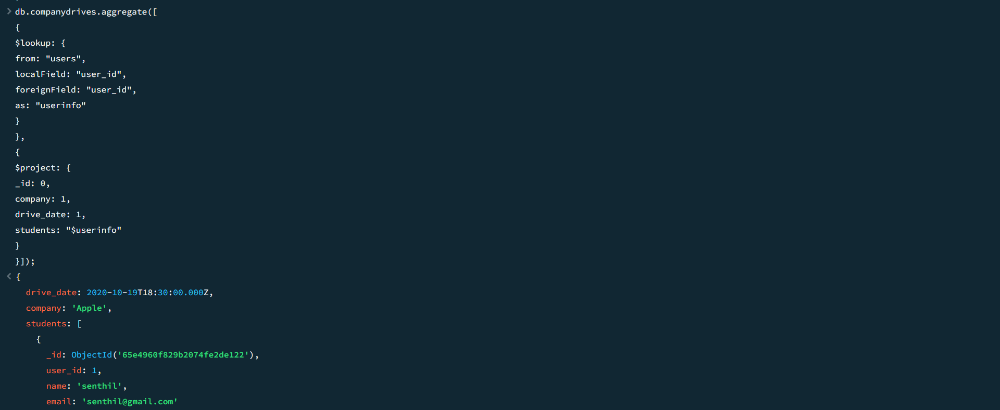 db.companydrives.aggregate([
{
$lookup: {
from: "users",
localField: "user_id",
foreignField: "user_id",
as: "userinfo"
}
},
{
$project: {
_id: 0,
company: 1,
drive_date: 1,
students: "$userinfo"
}
}]);
{
drive_date: 2020-10-19T18:30:00.000Z,
company: 'Apple',
students: [
{
_id: ObjectId('65e4960f829b2074fe2de122'),
user_id: 1,
name: 'senthil',
email: 'senthil@gmail.com'